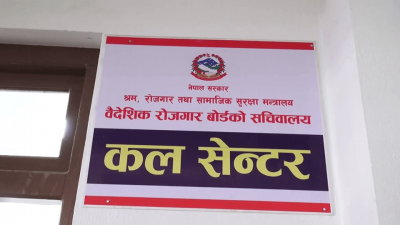 नेपाल सरकार
श्रम, रोजगार तथा सामाजिक सुरक्षा मन्त्रालय
वैदेशिक रोजगार बोर्डको सचिवालय
कल सेन्टर